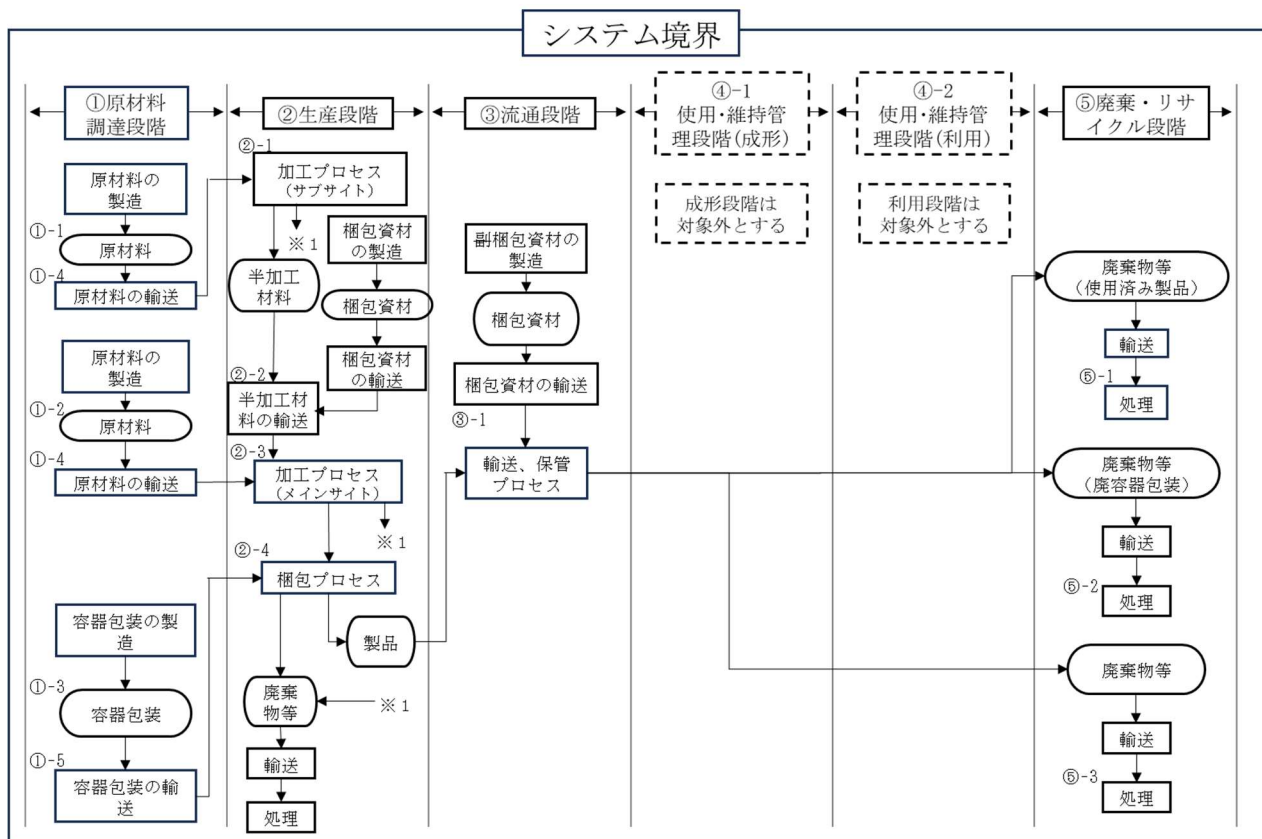 システム境界
①原材料
調達段階
原材料の
製造
①-1
原材料
①-4
原材料の輸送
原材料の
製造
①-2
原材料
①-4
原材料の輸送
容器包装の製
造
①-3
容器包装
①-5
容器包装の輸
送
②生産段階
②-1
加工プロセス
（サブサイト）
※1
半加工
材料
梱包資材
の製造
梱包資材
梱包資材
の輸送
②-2
半加工材
料の輸送
②-3
加工プロセス
（メインサイト）
※1
②-4
梱包プロセス
製品
廃棄
物等
※1
輸送
処理
③流通段階
副梱包資材の
製造
梱包資材
梱包資材の輸送
③-1
輸送、保管
プロセス
④-1
使用･維持管
理段階(成形)
成形段階は
対象外とする
④-2
使用･維持管
理段階(利用)
利用段階は
対象外とする
⑤廃棄・リサ
イクル段階
廃棄物等
（使用済み製品）
輸送
⑤-1
処理
廃棄物等
（廃容器包装）
輸送
⑤-2
処理
廃棄物等
輸送
⑤-3
処理